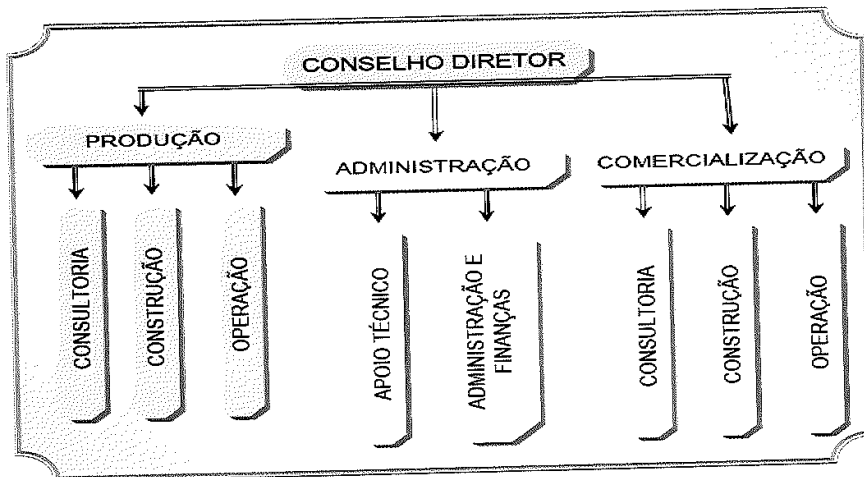 CONSELHO DIRETOR
PRODUÇÃO
ADMINISTRAÇÃO
COMERCIALIZAÇÃO
CONSULTORIA
CONSTRUÇÃO
OPERAÇÃO
APOIO TÉCNICO
ADMINISTRAÇÃO E
FINANÇAS
CONSULTORIA
CONSTRUÇÃO
OPERAÇÃO